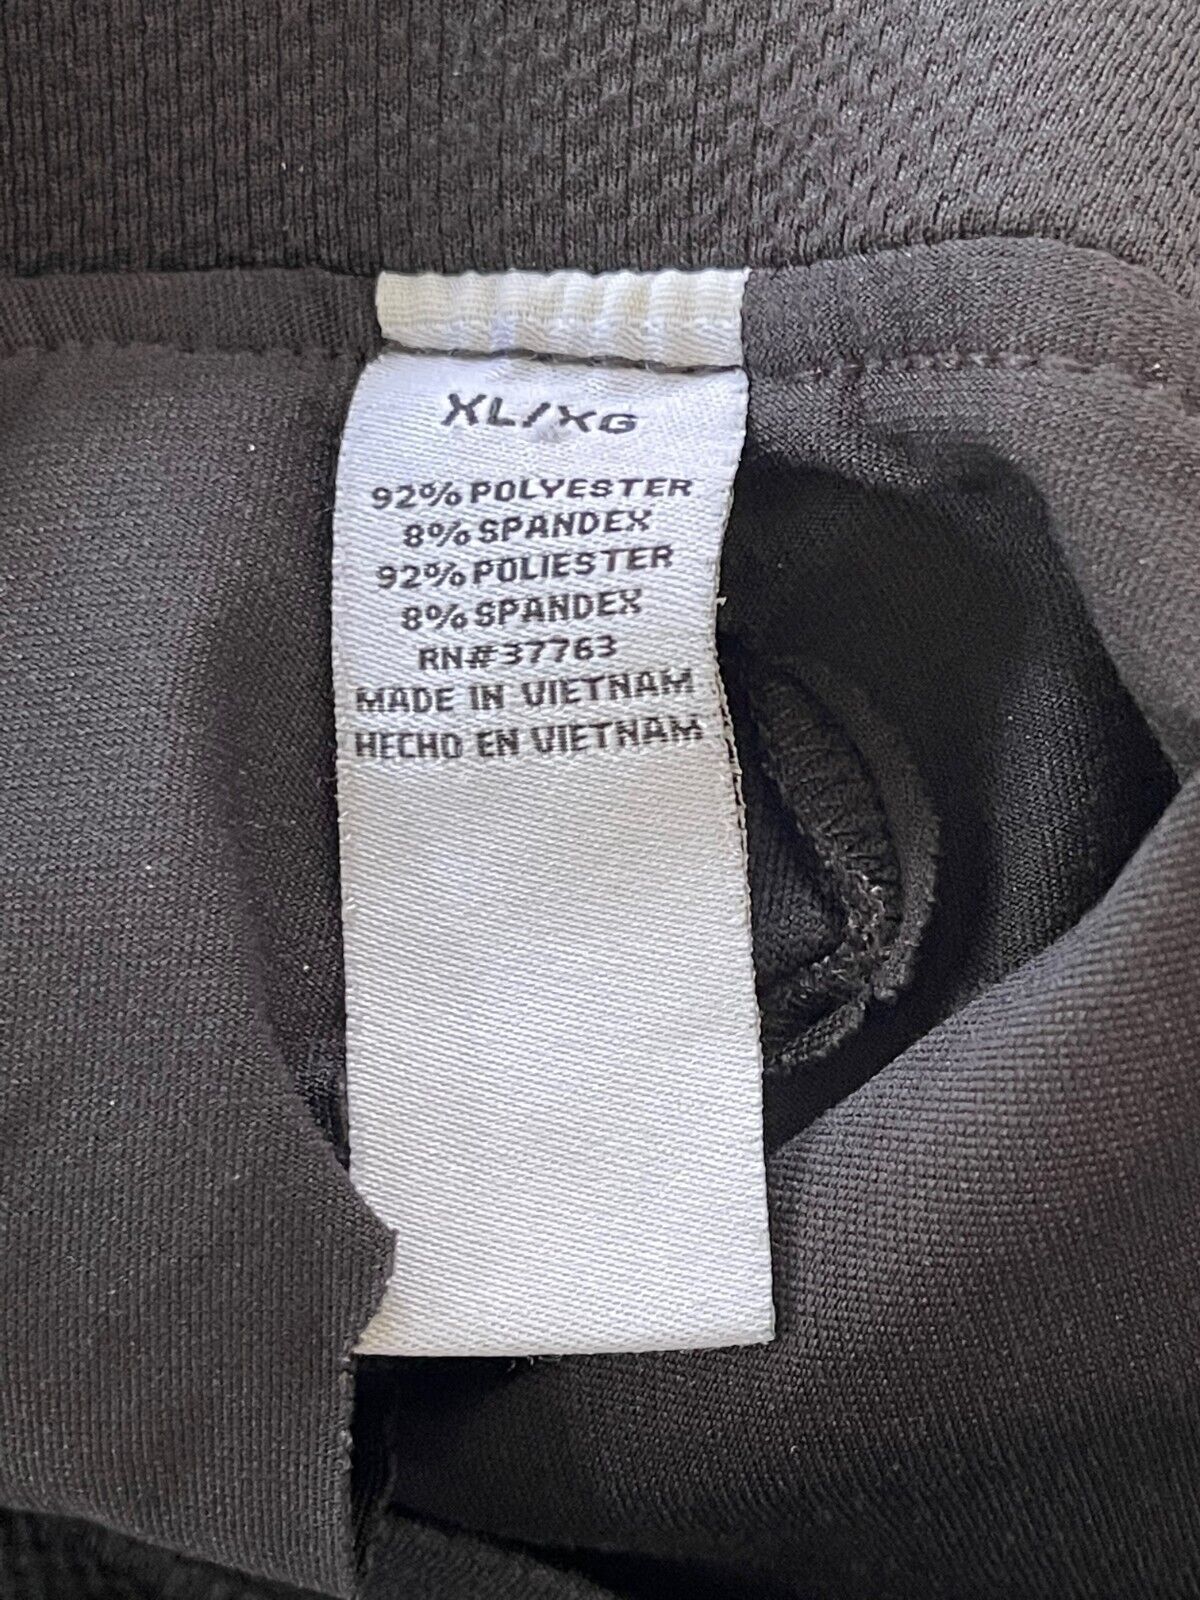 XL/XG
92% POLYESTER
8% SPANDEX
92% POLIESTER
8% SPANDEX
RN# 37763
MADE IN VIETNAM
HECHO EN VIETNAM